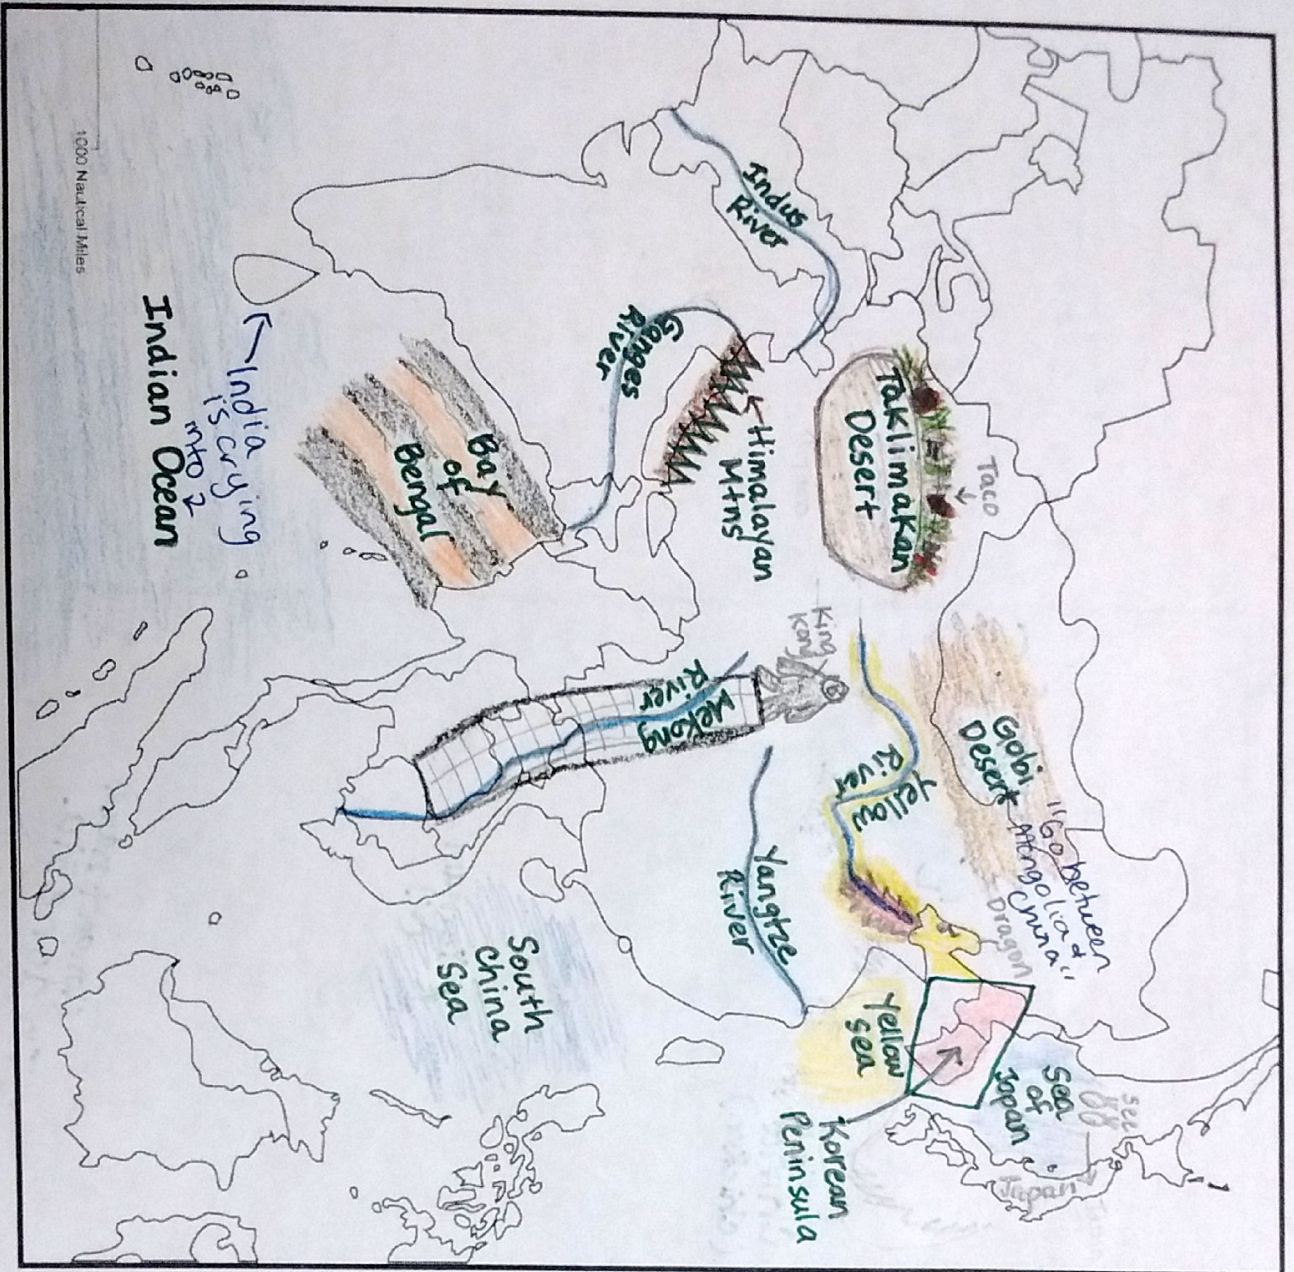 Indus
River
Ganges
River
Himalayan
Mtns
Taklimakan
Desert
Taco
King
Kong
Mekong
River
Yellow
River
Gobi
Desert
"Go between
Mongolia &
China"
Dragon
Yangtze
River
Yellow
Sea
Korean
Peninsula
Sea
of
Japan
See
Japan
South
China
Sea
Bay
of
Bengal
India
is crying
into
Indian Ocean
1000 Nautical Miles